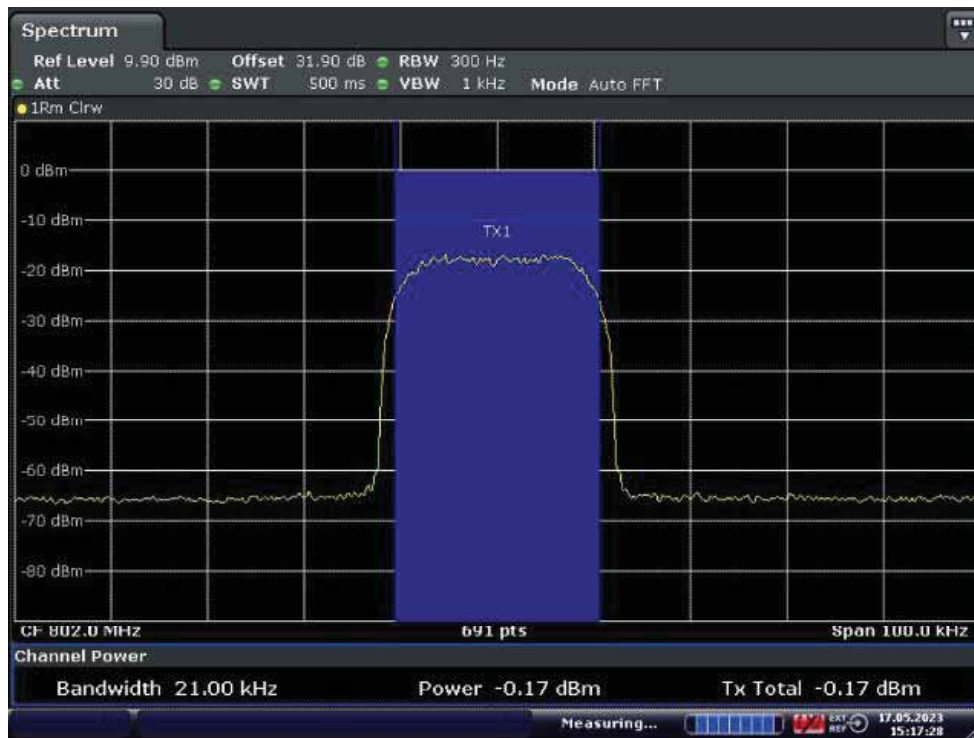 Spectrum
Ref Level 9.90 dBm Offset 31.90 dB RBW 300 Hz
Att 30 dB SWT 500 ms VBW 1 kHz Mode Auto FFT
1Rm Clrw
0 dBm
-10 dBm
TX1
-20 dBm
-30 dBm
-40 dBm
-50 dBm
-60 dBm
-70 dBm
-80 dBm
CF 802.0 MHz 691 pts Span 100.0 kHz
Channel Power
Bandwidth 21.00 kHz Power -0.17 dBm Tx Total -0.17 dBm
Measuring... EXT REF 17.05.2023
15:17:28